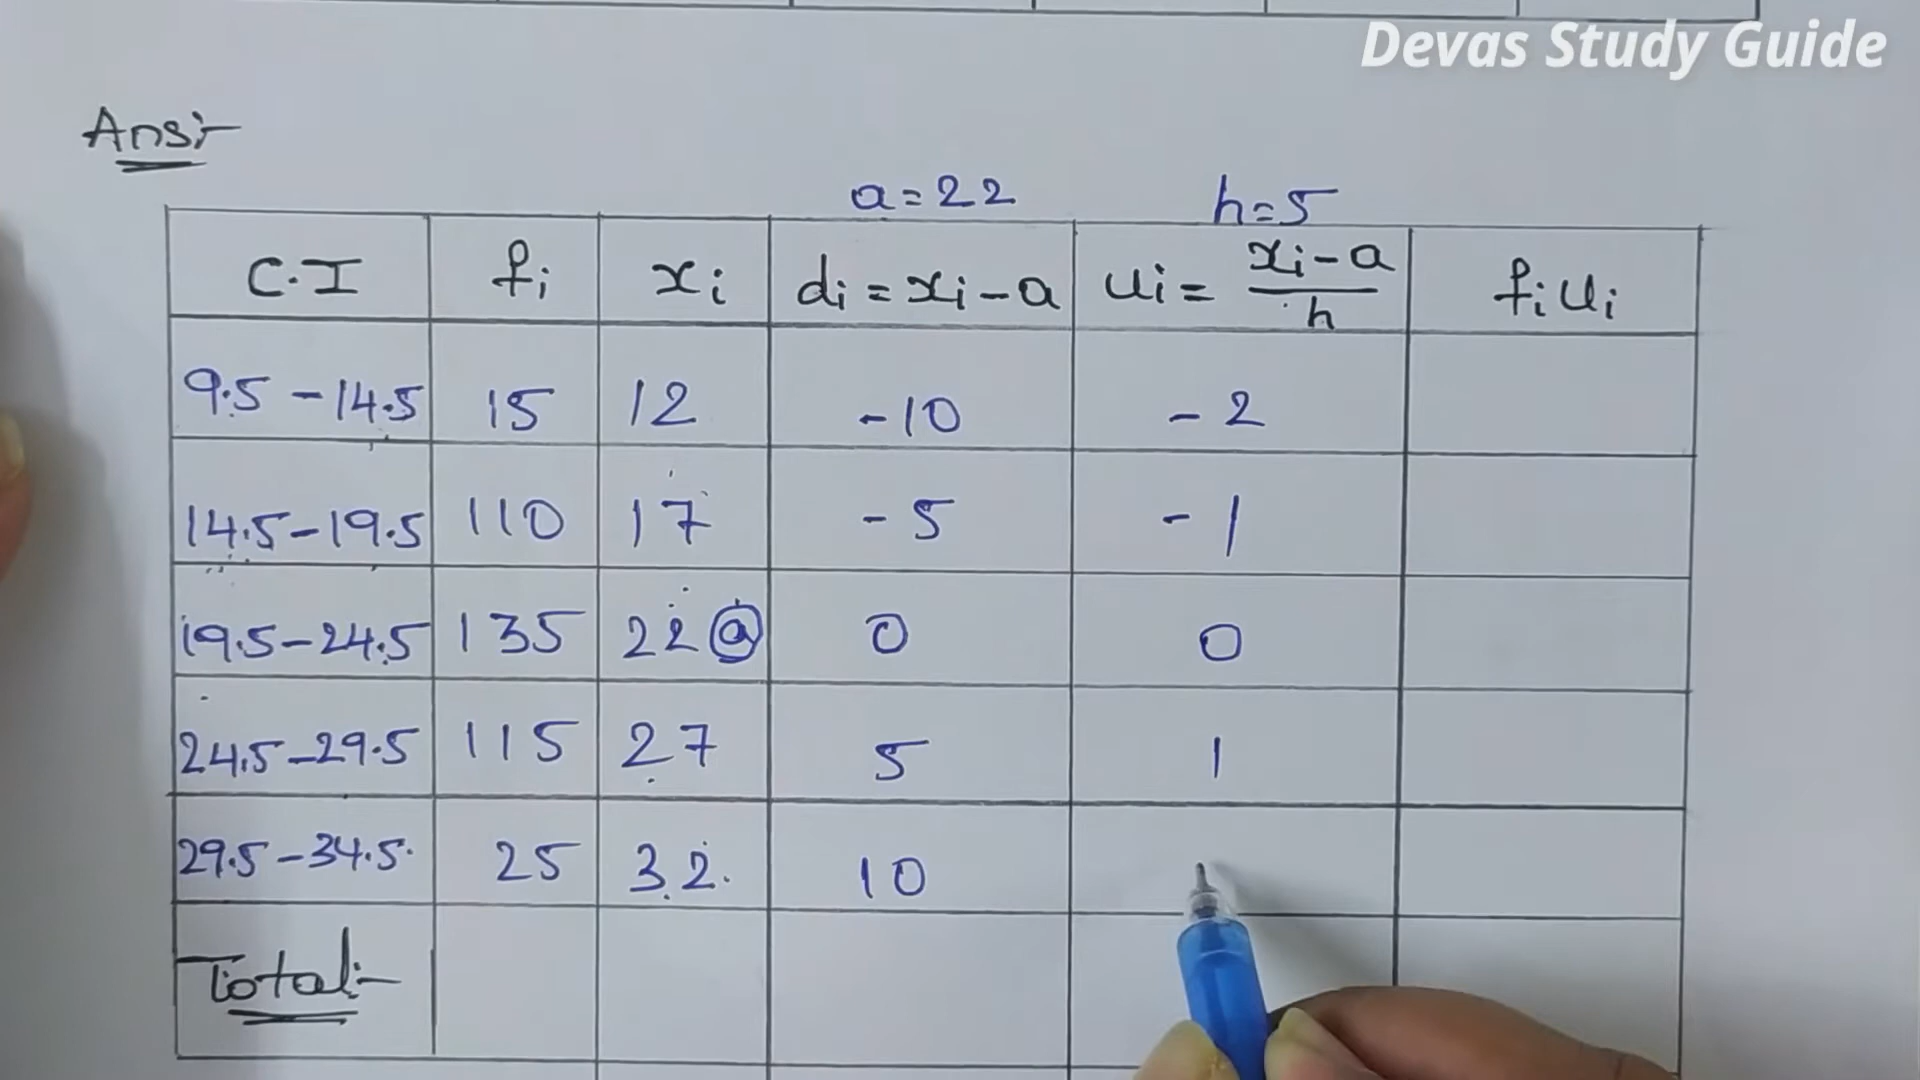 Devas Study Guide
Ans:-
a=22 h=5
C.I fi xi di = xi-a ui = xi-a/h fiui
9.5-14.5 15 12 -10 -2
14.5-19.5 110 17 -5 -1
19.5-24.5 135 22 a 0 0
24.5-29.5 115 27 5 1
29.5-34.5 25 32 10
Total:-